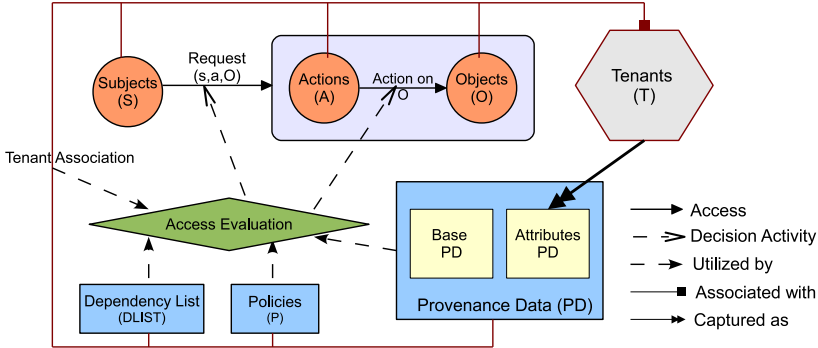 Request
(s,a,O)
Subjects
(S)
Actions
(A)
Action on
O
Objects
(O)
Tenants
(T)
Tenant Association
Access Evaluation
Base
PD
Attributes
PD
Provenance Data (PD)
Dependency List
(DLIST)
Policies
(P)
Access
Decision Activity
Utilized by
Associated with
Captured as